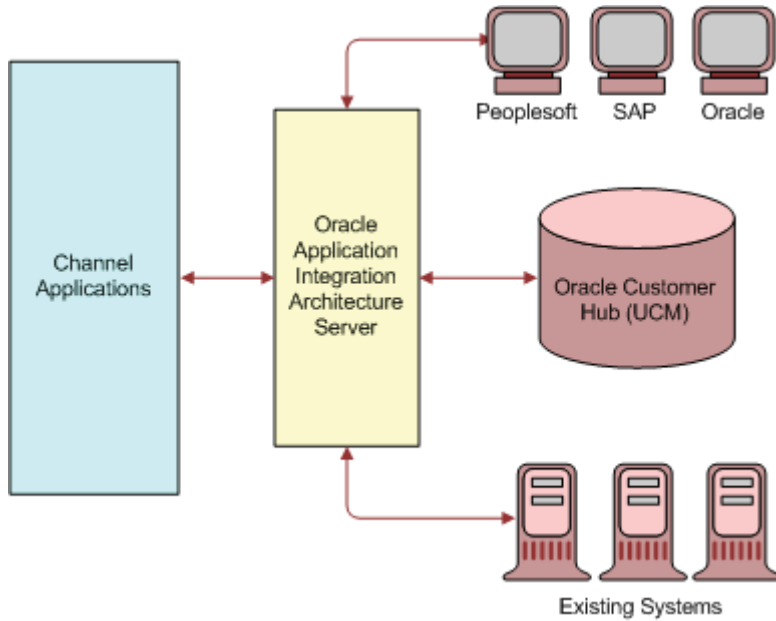 Peoplesoft SAP Oracle
Channel
Applications
Oracle
Application
Integration
Architecture
Server
Oracle Customer
Hub (UCM)
Existing Systems